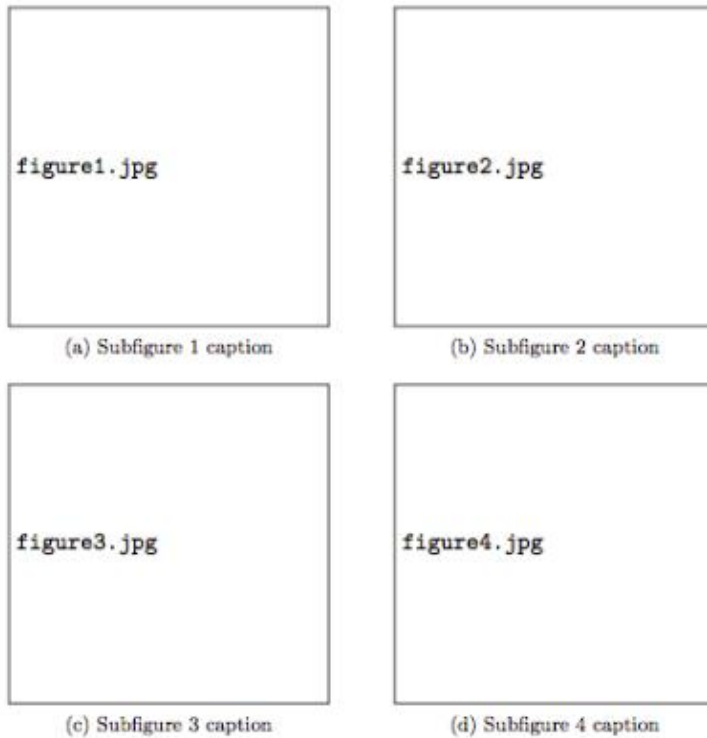 figure1.jpg
figure2.jpg
(a) Subfigure 1 caption
(b) Subfigure 2 caption
figure3.jpg
figure4.jpg
(c) Subfigure 3 caption
(d) Subfigure 4 caption